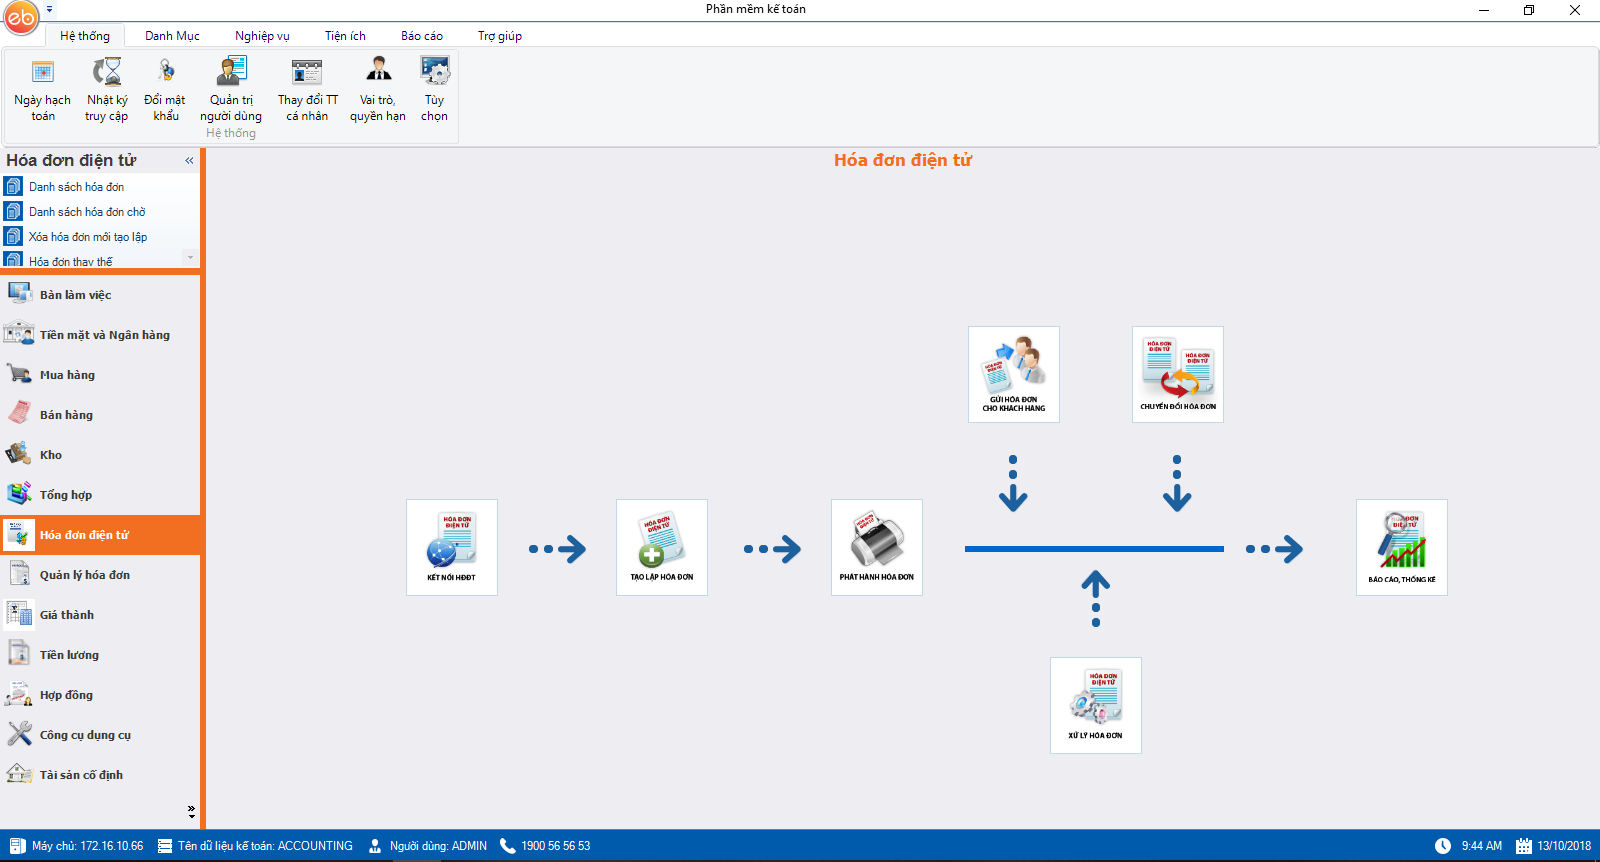 eb
Phần mềm kế toán
Hệ thống
Danh Mục
Nghiệp vụ
Tiện ích
Báo cáo
Trợ giúp
Ngày hạch
toán
Nhật ký
truy cập
Đổi mật
khẩu
Quản trị
người dùng
Thay đổi TT
cá nhân
Vai trò,
quyền hạn
Tùy
chọn
Hệ thống
Hóa đơn điện tử «
Danh sách hóa đơn
Danh sách hóa đơn chờ
Xóa hóa đơn mới tạo lập
Hóa đơn thay thế
Bàn làm việc
Tiền mặt và Ngân hàng
Mua hàng
Bán hàng
Kho
Tổng hợp
Hóa đơn điện tử
Quản lý hóa đơn
Giá thành
Tiền lương
Hợp đồng
Công cụ dụng cụ
Tài sản cố định
»
Hóa đơn điện tử
HÓA ĐƠN
ĐIỆN TỬ
GỬI HÓA ĐƠN
CHO KHÁCH HÀNG
HÓA ĐƠN
ĐIỆN TỬ
HÓA ĐƠN
ĐIỆN TỬ
CHUYỂN ĐỔI HÓA ĐƠN
HÓA ĐƠN
ĐIỆN TỬ
KẾT NỐI HĐĐT
HÓA ĐƠN
ĐIỆN TỬ
TẠO LẬP HÓA ĐƠN
HÓA ĐƠN
ĐIỆN TỬ
PHÁT HÀNH HÓA ĐƠN
HÓA ĐƠN
ĐIỆN TỬ
BÁO CÁO, THỐNG KÊ
HÓA ĐƠN
ĐIỆN TỬ
XỬ LÝ HÓA ĐƠN
Máy chủ: 172.16.10.66
Tên dữ liệu kế toán: ACCOUNTING
Người dùng: ADMIN
1900 56 56 53
9:44 AM
13/10/2018